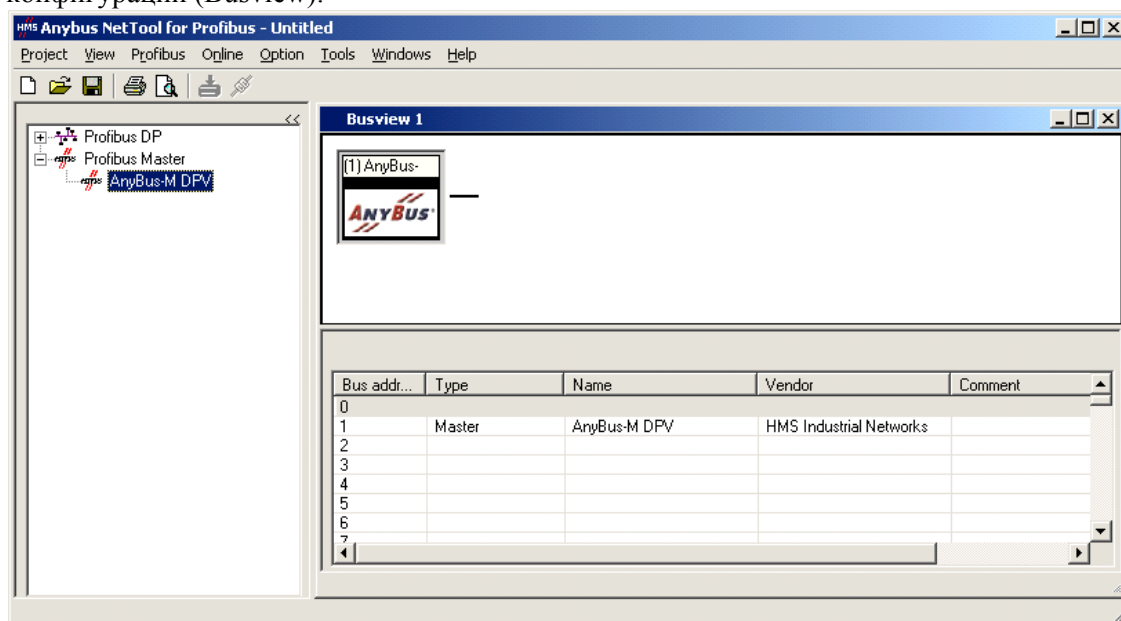 конфигурации (Busview).
HMS Anybus NetTool for Profibus - Untitled
Project View Profibus Online Option Tools Windows Help
<<
Profibus DP
Profibus Master
AnyBus-M DPV
Busview 1
(1) AnyBus-
ANYBUS
Bus addr... Type Name Vendor Comment
0
1 Master AnyBus-M DPV HMS Industrial Networks
2
3
4
5
6
7